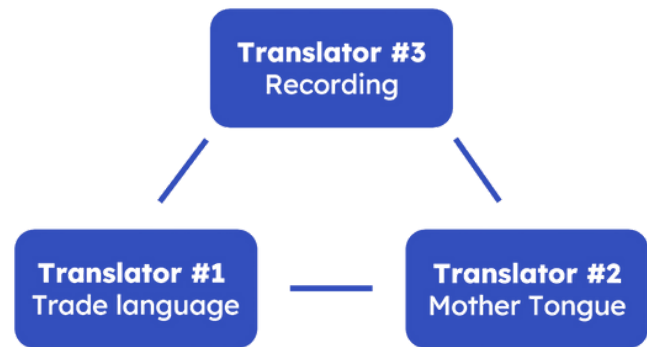 Translator #3
Recording
Translator #1
Trade language
Translator #2
Mother Tongue